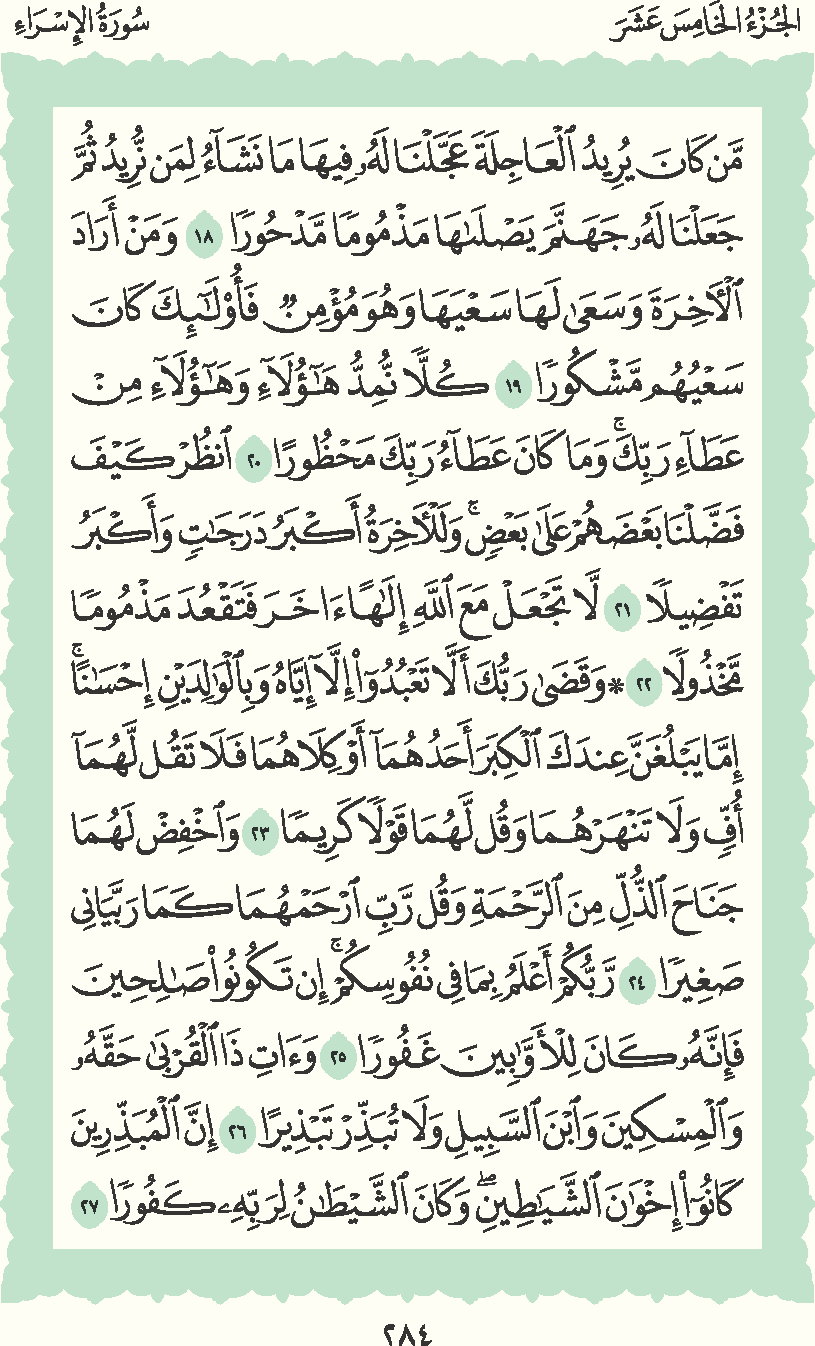 الجُزْءُ الخَامِسَ عَشَرَ
سُورَةُ الإِسْرَاءِ
مَّن كَانَ يُرِيدُ ٱلْعَاجِلَةَ عَجَّلْنَا لَهُۥ فِيهَا مَا نَشَآءُ لِمَن نُّرِيدُ ثُمَّ
جَعَلْنَا لَهُۥ جَهَنَّمَ يَصْلَىٰهَا مَذْمُومًا مَّدْحُورًا ١٨ وَمَنْ أَرَادَ
ٱلْأَخِرَةَ وَسَعَىٰ لَهَا سَعْيَهَا وَهُوَ مُؤْمِنٌ فَأُوْلَـٰٓئِكَ كَانَ
سَعْيُهُم مَّشْكُورًا ١٩ كُلًّا نُّمِدُّ هَـٰٓؤُلَآءِ وَهَـٰٓؤُلَآءِ مِنْ
عَطَآءِ رَبِّكَۚ وَمَا كَانَ عَطَآءُ رَبِّكَ مَحْظُورًا ٢٠ ٱنظُرْ كَيْفَ
فَضَّلْنَا بَعْضَهُمْ عَلَىٰ بَعْضٍۚ وَلَلْأَخِرَةُ أَكْبَرُ دَرَجَـٰتٍ وَأَكْبَرُ
تَفْضِيلًا ٢١ لَّا تَجْعَلْ مَعَ ٱللَّهِ إِلَـٰهًا ءَاخَرَ فَتَقْعُدَ مَذْمُومًا
مَّخْذُولًا ٢٢ ۞وَقَضَىٰ رَبُّكَ أَلَّا تَعْبُدُوٓاْ إِلَّآ إِيَّاهُ وَبِٱلْوَٰلِدَيْنِ إِحْسَـٰنًاۚ
إِمَّا يَبْلُغَنَّ عِندَكَ ٱلْكِبَرَ أَحَدُهُمَآ أَوْ كِلَاهُمَا فَلَا تَقُل لَّهُمَآ
أُفٍّ وَلَا تَنْهَرْهُمَا وَقُل لَّهُمَا قَوْلًا كَرِيمًا ٢٣ وَٱخْفِضْ لَهُمَا
جَنَاحَ ٱلذُّلِّ مِنَ ٱلرَّحْمَةِ وَقُل رَّبِّ ٱرْحَمْهُمَا كَمَا رَبَّيَانِى
صَغِيرًا ٢٤ رَّبُّكُمْ أَعْلَمُ بِمَا فِى نُفُوسِكُمْۚ إِن تَكُونُواْ صَـٰلِحِينَ
فَإِنَّهُۥ كَانَ لِلْأَوَّٰبِينَ غَفُورًا ٢٥ وَءَاتِ ذَا ٱلْقُرْبَىٰ حَقَّهُۥ
وَٱلْمِسْكِينَ وَٱبْنَ ٱلسَّبِيلِ وَلَا تُبَذِّرْ تَبْذِيرًا ٢٦ إِنَّ ٱلْمُبَذِّرِينَ
كَانُوٓاْ إِخْوَٰنَ ٱلشَّيَـٰطِينِۖ وَكَانَ ٱلشَّيْطَـٰنُ لِرَبِّهِۦ كَفُورًا ٢٧
٢٨٤